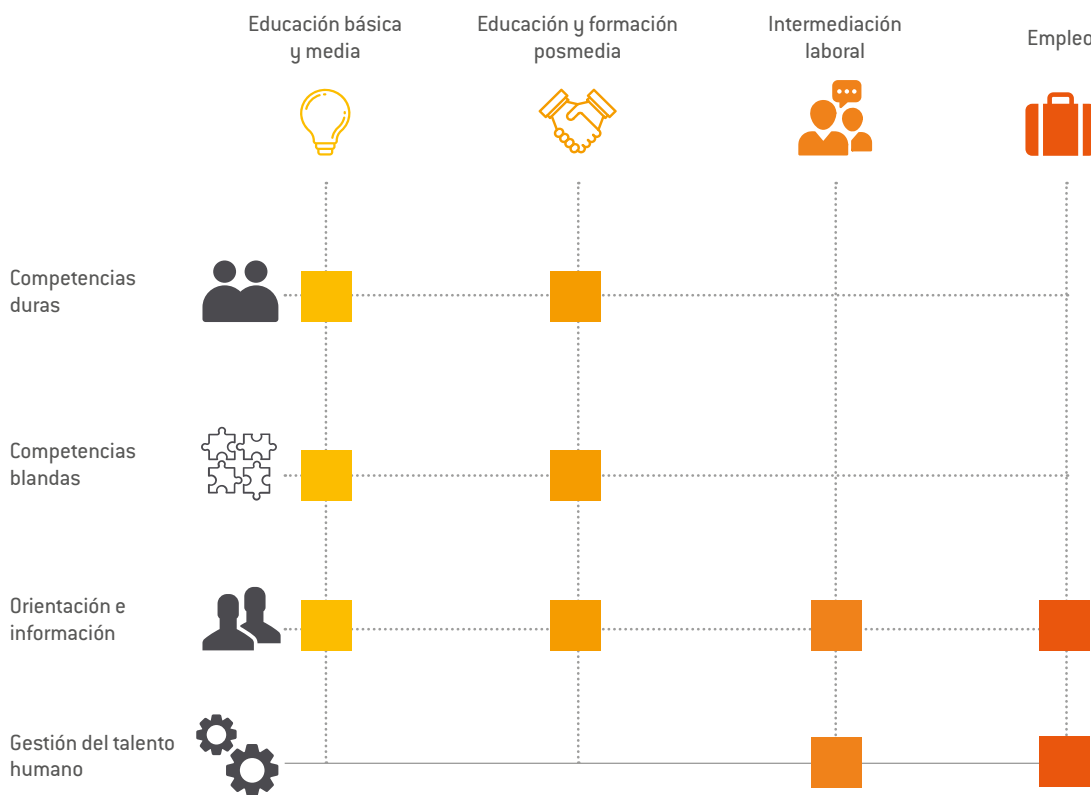 Educación básica
y media
Educación y formación
posmedia
Intermediación
laboral
Empleo
Competencias
duras
Competencias
blandas
Orientación e
información
Gestión del talento
humano